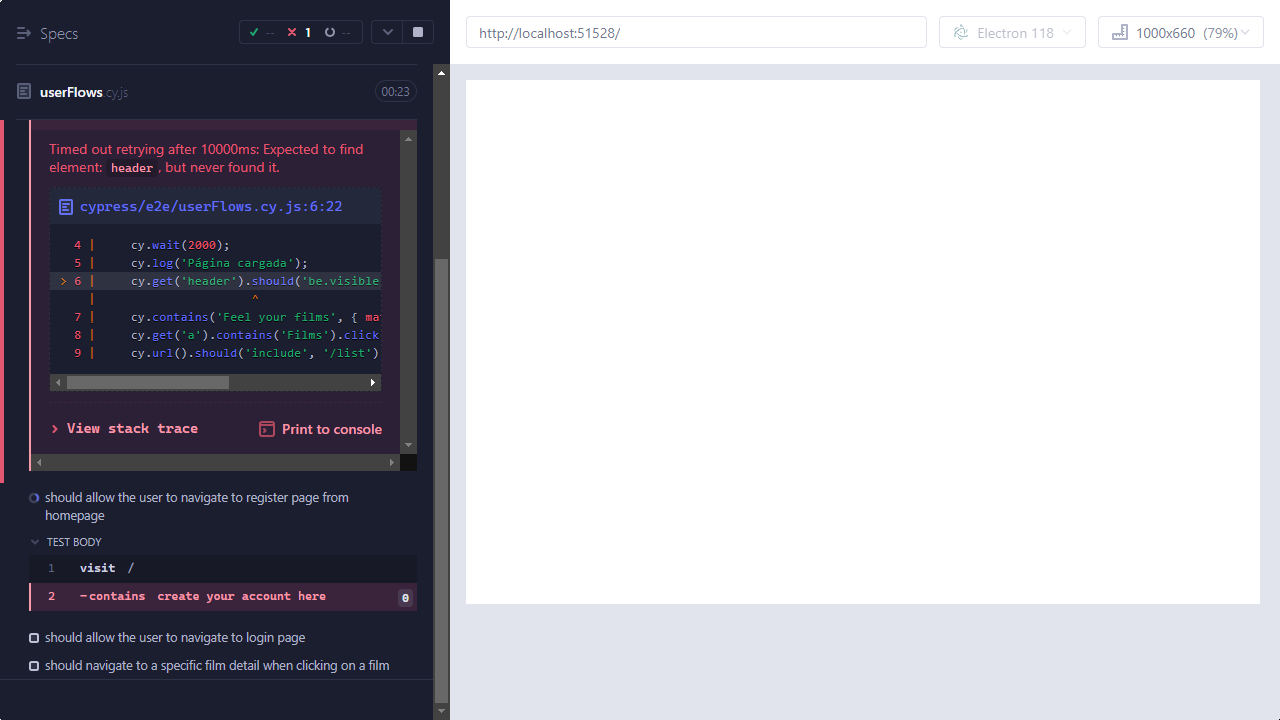 Specs
--
1
--
http://localhost:51528/
Electron 118
1000x660 (79%)
userFlows.cy.js
00:23
Timed out retrying after 10000ms: Expected to find
element: header, but never found it.
cypress/e2e/userFlows.cy.js:6:22
4 | cy.wait(2000);
5 | cy.log('Página cargada');
> 6 | cy.get('header').should('be.visible
| ^
7 | cy.contains('Feel your films', { ma
8 | cy.get('a').contains('Films').click
9 | cy.url().should('include', '/list')
View stack trace
Print to console
should allow the user to navigate to register page from
homepage
TEST BODY
1 visit /
2 -contains create your account here 0
should allow the user to navigate to login page
should navigate to a specific film detail when clicking on a film